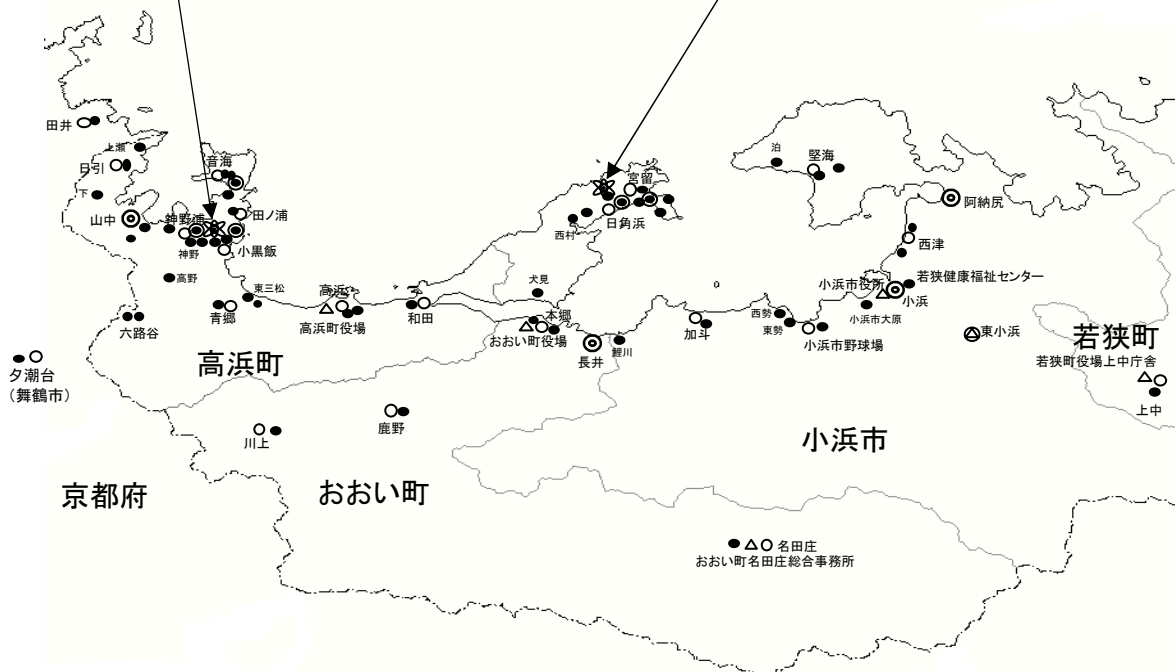 田井
上瀬
日引
下
山中
音海
神野浦
田ノ浦
神野
小黒飯
高野
東三松
青郷
六路谷
高浜
高浜町役場
和田
高浜町
夕潮台
（舞鶴市）
川上
鹿野
京都府
おおい町
宮留
日角浜
西村
犬見
本郷
おおい町役場
長井
鯉川
泊
堅海
阿納尻
西津
若狭健康福祉センター
小浜市役所
小浜
小浜市大原
西勢
東勢
加斗
小浜市野球場
東小浜
若狭町
若狭町役場上中庁舎
上中
小浜市
名田庄
おおい町名田庄総合事務所